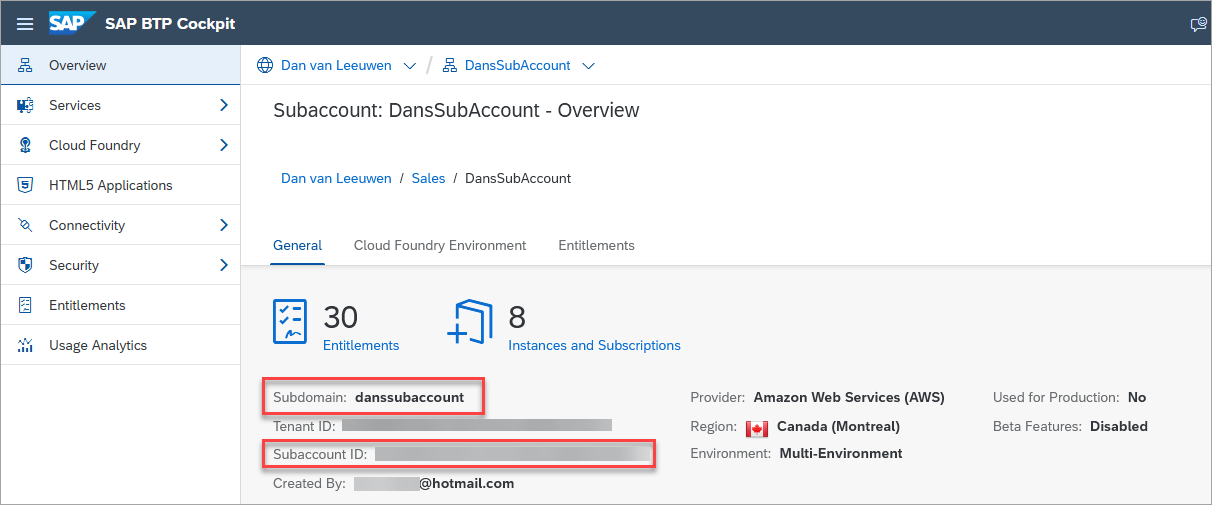 SAP SAP BTP Cockpit
Overview
Services
Cloud Foundry
HTML5 Applications
Connectivity
Security
Entitlements
Usage Analytics
Dan van Leeuwen / DansSubAccount
Subaccount: DansSubAccount - Overview
Dan van Leeuwen / Sales / DansSubAccount
General Cloud Foundry Environment Entitlements
30 Entitlements
8 Instances and Subscriptions
Subdomain: danssubaccount
Tenant ID:
Subaccount ID:
Created By: @hotmail.com
Provider: Amazon Web Services (AWS)
Region: Canada (Montreal)
Environment: Multi-Environment
Used for Production: No
Beta Features: Disabled